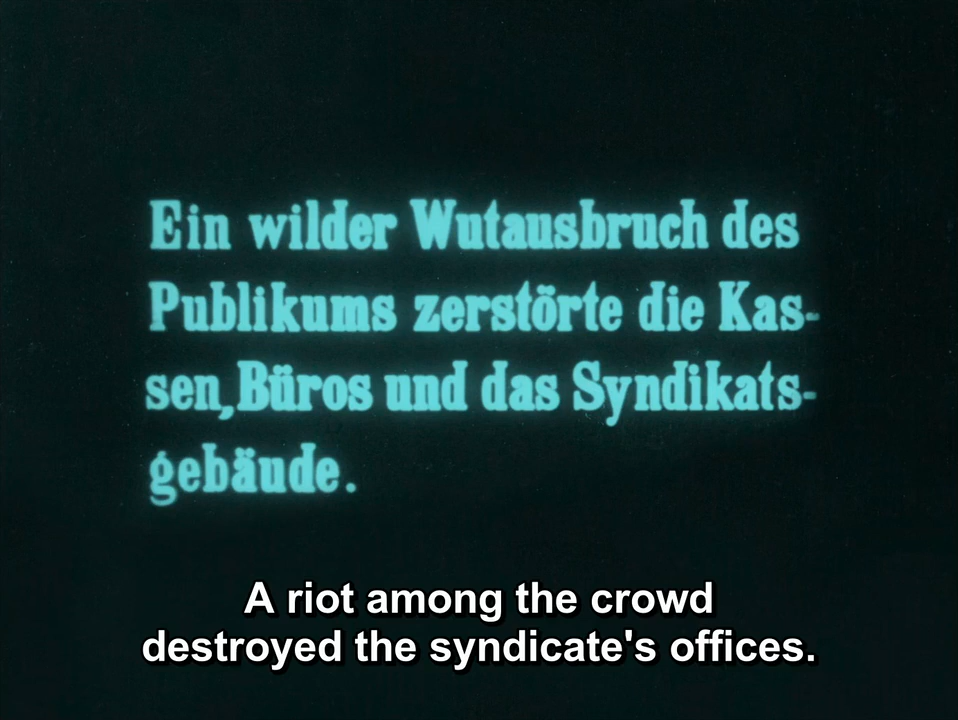 Ein wilder Wutausbruch des
Publikums zerstörte die Kas-
sen, Büros und das Syndikats-
gebäude.
A riot among the crowd
destroyed the syndicate's offices.